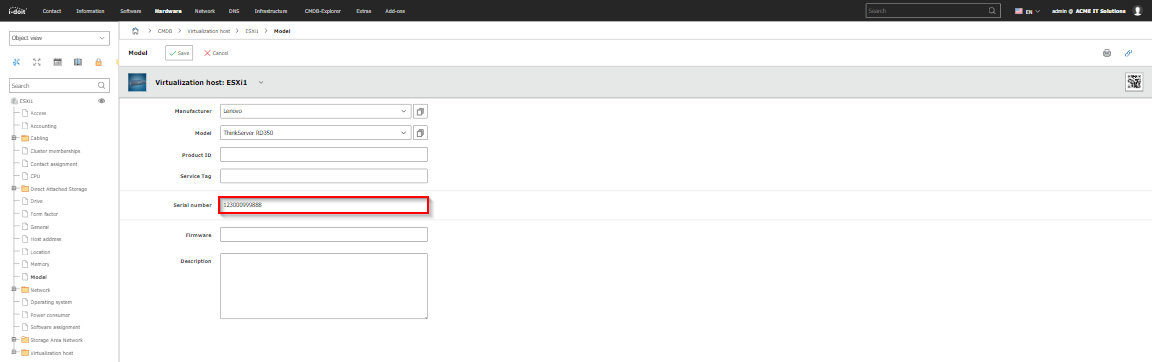 i-doit Contact Information Software Hardware Network DNS Infrastructure CMDB-Explorer Extras Add-ons Search EN admin @ ACME IT Solutions
Object view
CMDB Virtualization host ESXi1 Model
Model Save Cancel
Search
Virtualization host: ESXi1
ESXi1
Access
Accounting
Cabling
Cluster memberships
Contact assignment
CPU
Direct Attached Storage
Drive
Form factor
General
Host address
Location
Memory
Model
Network
Operating system
Power consumer
Software assignment
Storage Area Network
Virtualization host
Manufacturer Lenovo
Model ThinkServer RD350
Product ID
Service Tag
Serial number 123000999888
Firmware
Description